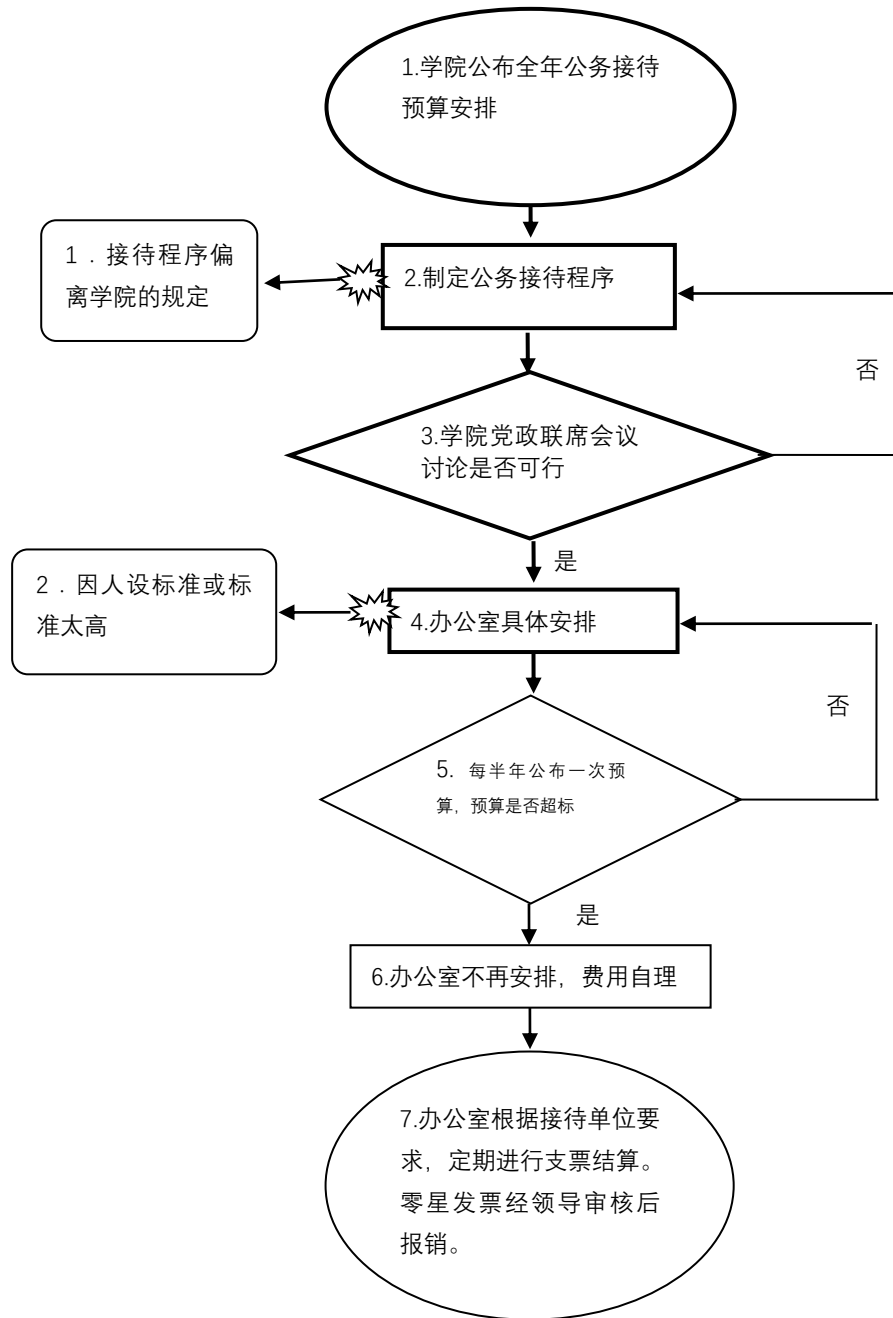 1.学院公布全年公务接待
预算安排
1．接待程序偏
离学院的规定
2.制定公务接待程序
否
3.学院党政联席会议
讨论是否可行
是
2．因人设标准或标
准太高
4.办公室具体安排
否
5. 每半年公布一次预
算，预算是否超标
是
6.办公室不再安排，费用自理
7.办公室根据接待单位要
求，定期进行支票结算。
零星发票经领导审核后
报销。